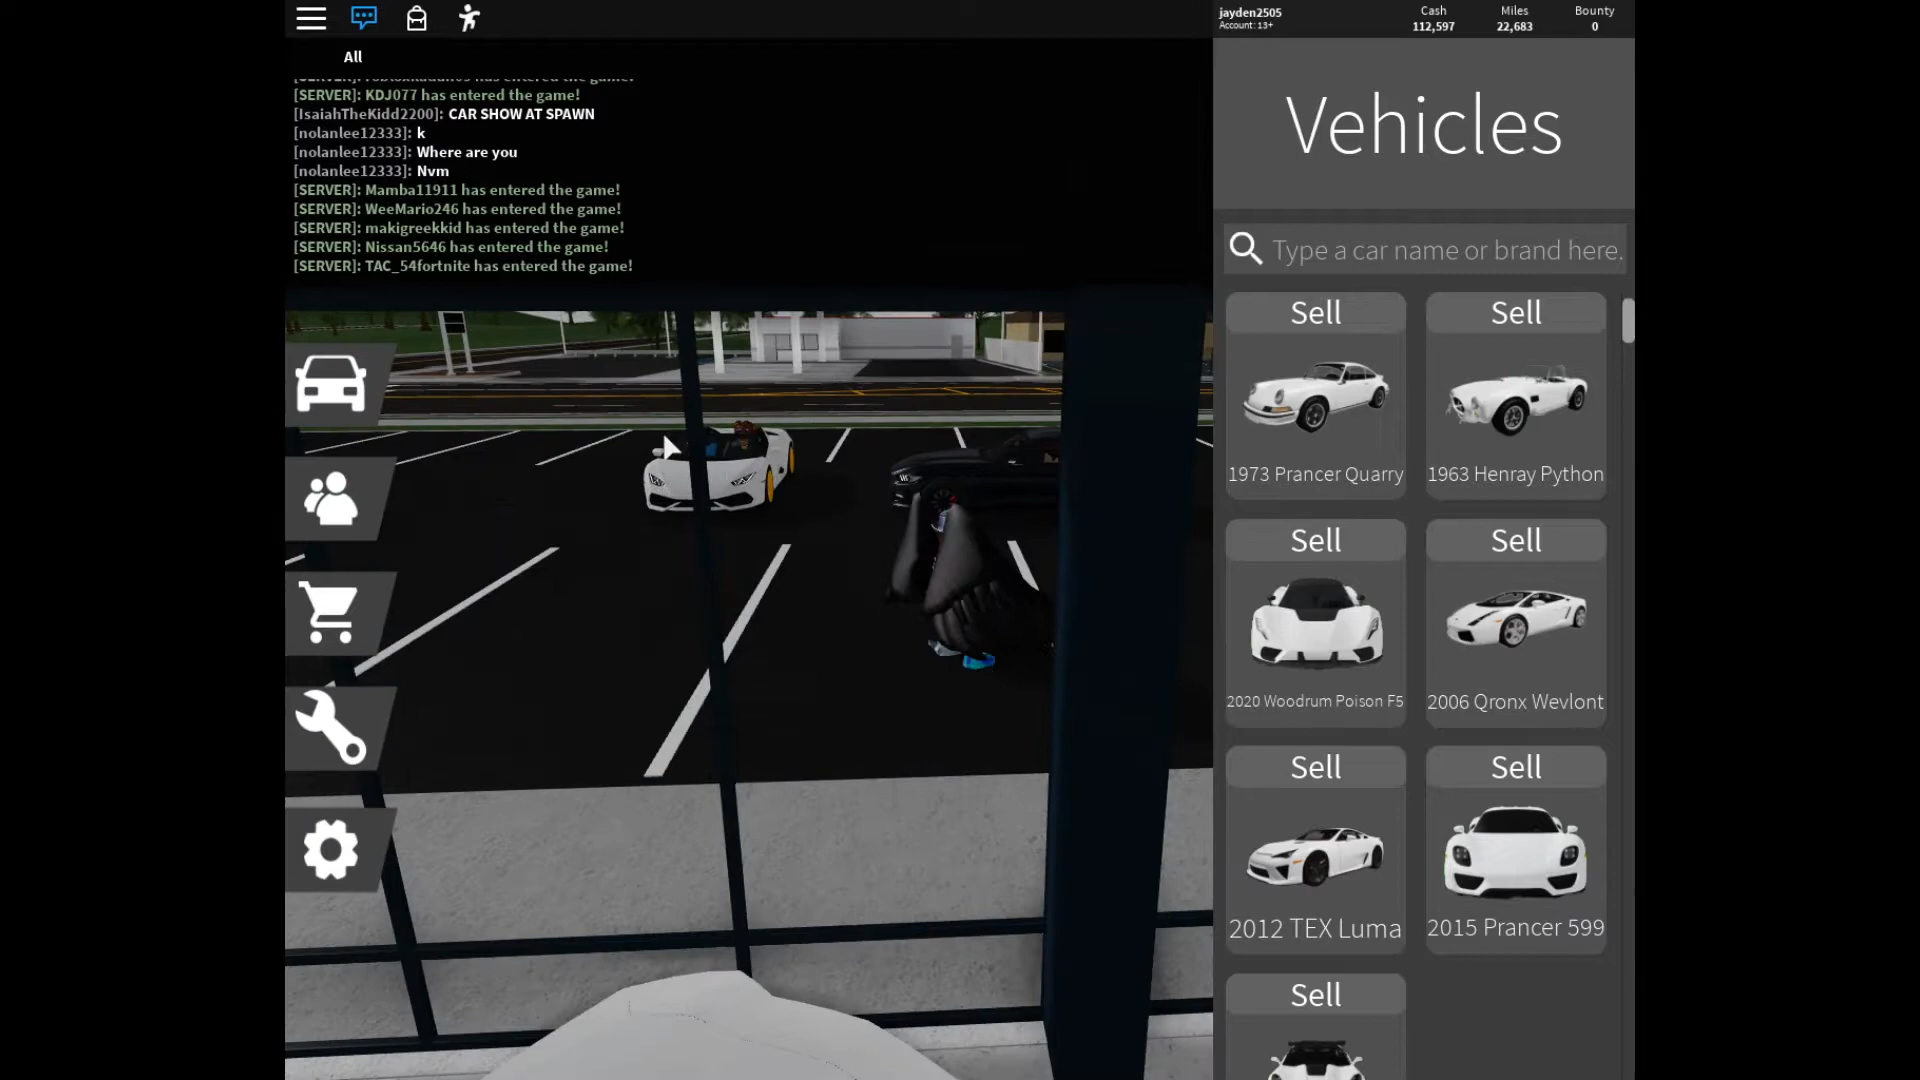 jayden2505
Account: 13+
Cash
112,597
Miles
22,683
Bounty
0
All
has entered the game!
[SERVER]: KDJ077 has entered the game!
[IsaiahTheKidd2200]: CAR SHOW AT SPAWN
[nolanlee12333]: k
[nolanlee12333]: Where are you
[nolanlee12333]: Nvm
[SERVER]: Mamba11911 has entered the game!
[SERVER]: WeeMario246 has entered the game!
[SERVER]: makigreekkid has entered the game!
[SERVER]: Nissan5646 has entered the game!
[SERVER]: TAC_54fortnite has entered the game!
Vehicles
Type a car name or brand here.
Sell
Sell
1973 Prancer Quarry
1963 Henray Python
Sell
Sell
2020 Woodrum Poison F5
2006 Qronx Wevlont
Sell
Sell
2012 TEX Luma
2015 Prancer 599
Sell